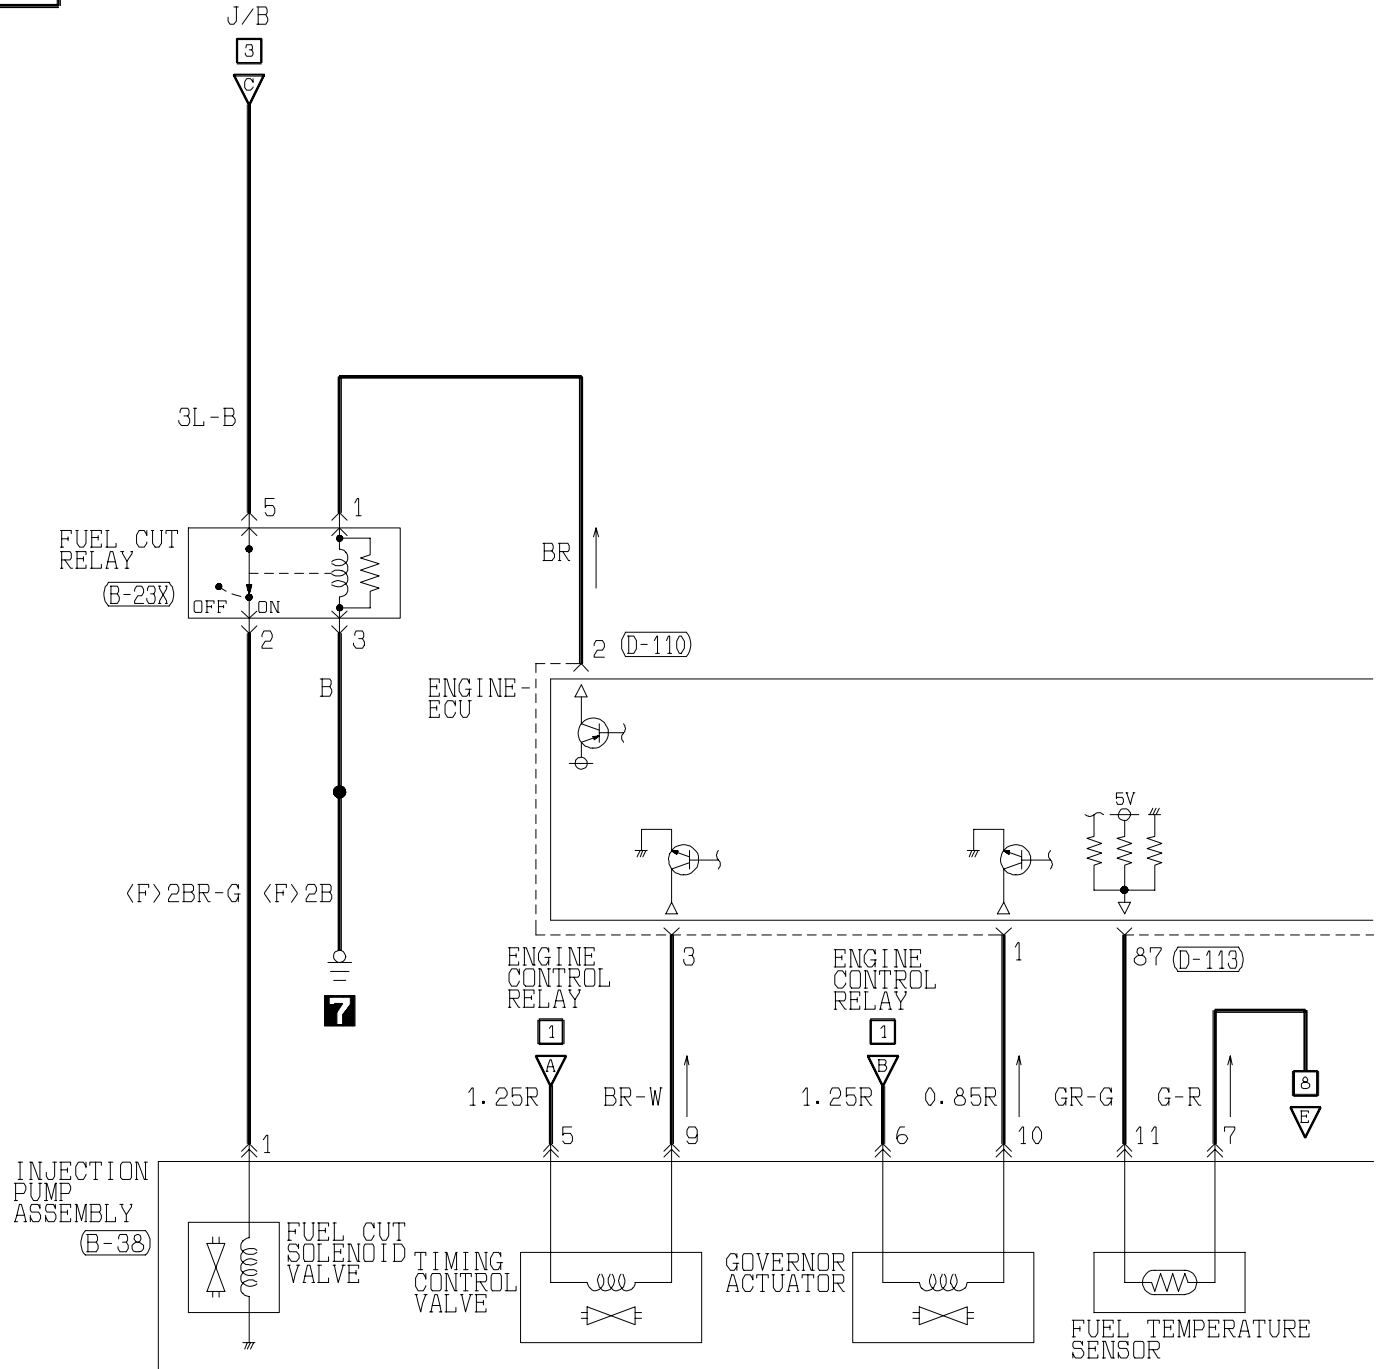 J/B
3
C
3L-B
5
1
FUEL CUT
RELAY
(B-23X)
OFF
ON
BR
2
3
2
(D-110)
B
ENGINE-
ECU
5V
<F>2BR-G
<F>2B
7
ENGINE
CONTROL
RELAY
1
A
1.25R
5
3
BR-W
9
ENGINE
CONTROL
RELAY
1
B
1.25R
6
1
0.85R
10
87
(D-113)
GR-G
11
G-R
7
8
E
1
INJECTION
PUMP
ASSEMBLY
(B-38)
FUEL CUT
SOLENOID
VALVE
TIMING
CONTROL
VALVE
GOVERNOR
ACTUATOR
FUEL TEMPERATURE
SENSOR